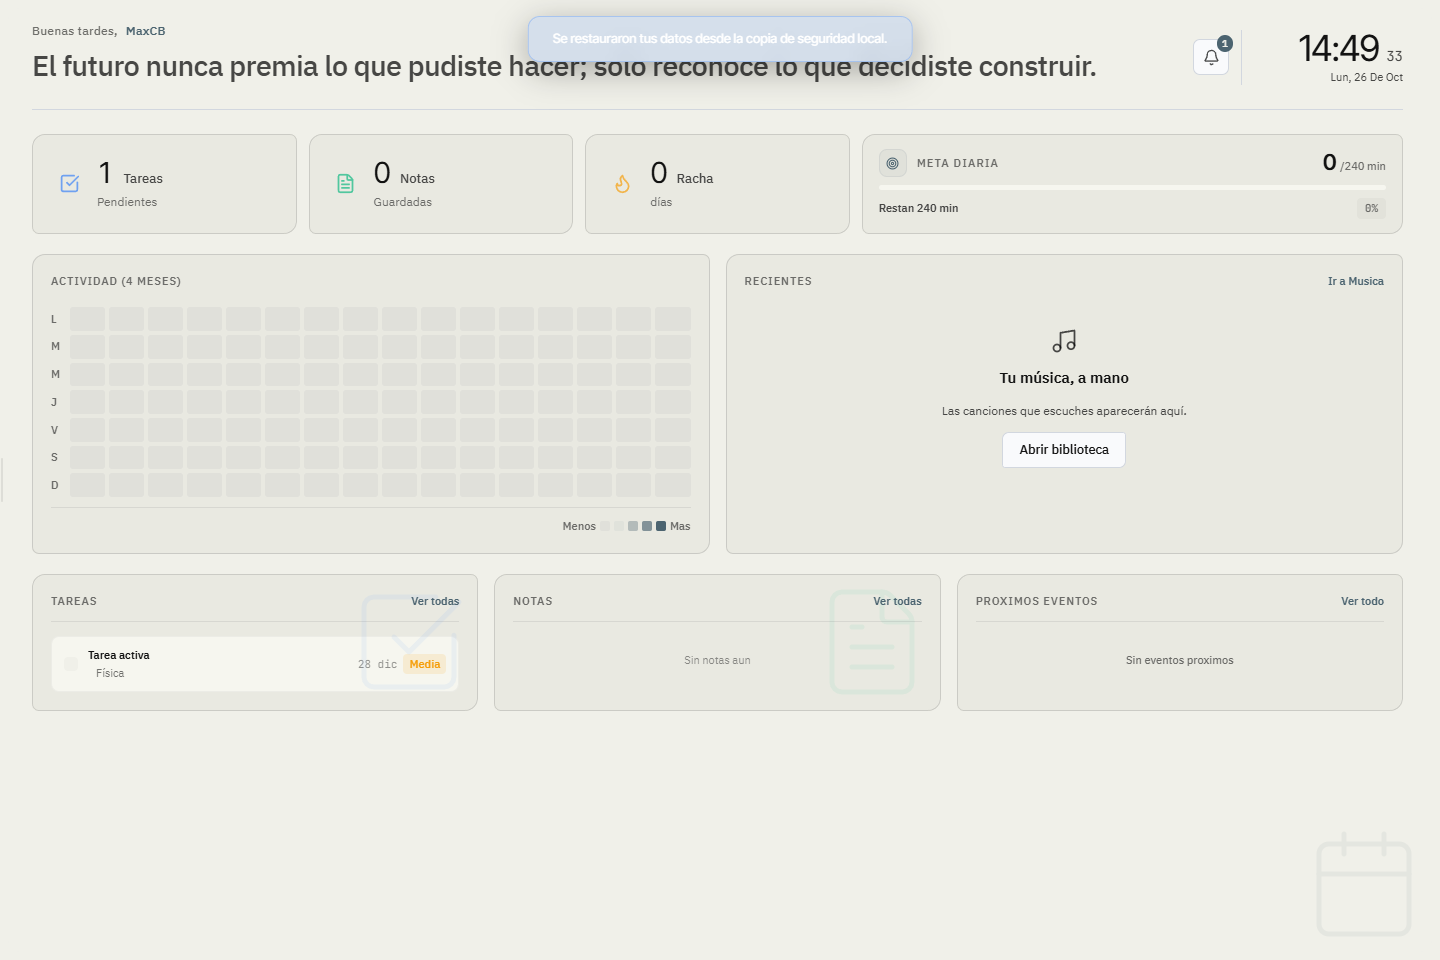 Buenas tardes, MaxCB
Se restauraron tus datos desde la copia de seguridad local.
El futuro nunca premia lo que pudiste hacer; solo reconoce lo que decidiste construir.
1
14:49 33
Lun, 26 De Oct
1 Tareas
Pendientes
0 Notas
Guardadas
0 Racha
días
META DIARIA
0 /240 min
Restan 240 min
0%
ACTIVIDAD (4 MESES)
L
M
M
J
V
S
D
Menos
Mas
RECIENTES
Ir a Musica
Tu música, a mano
Las canciones que escuches aparecerán aquí.
Abrir biblioteca
TAREAS
Ver todas
Tarea activa
Física
28 dic
Media
NOTAS
Ver todas
Sin notas aun
PROXIMOS EVENTOS
Ver todo
Sin eventos proximos